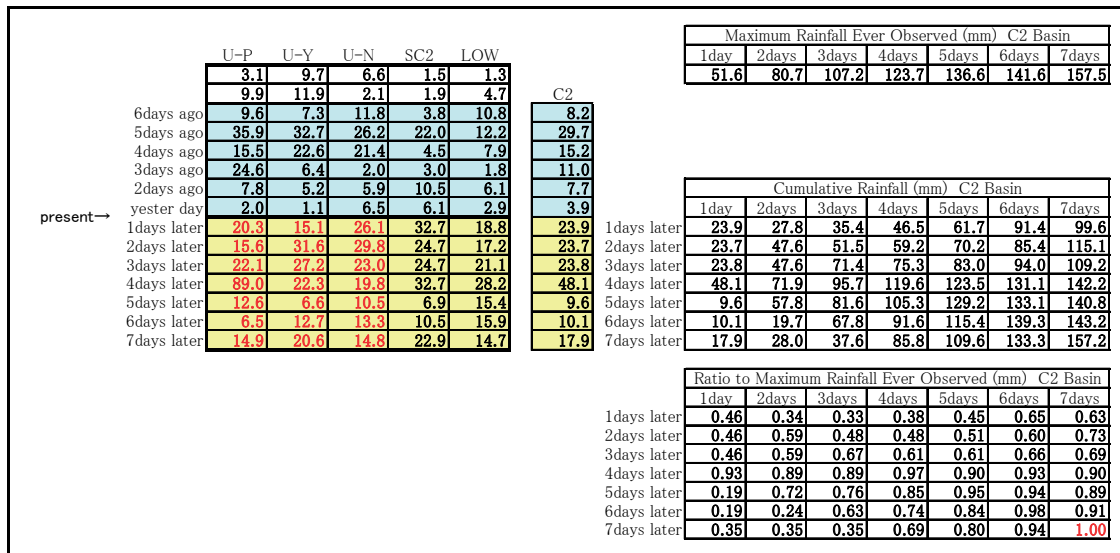 Maximum Rainfall Ever Observed (mm) C2 Basin
1day 2days 3days 4days 5days 6days 7days
51.6 80.7 107.2 123.7 136.6 141.6 157.5
U-P U-Y U-N SC2 LOW
3.1 9.7 6.6 1.5 1.3
9.9 11.9 2.1 1.9 4.7 C2
6days ago 9.6 7.3 11.8 3.8 10.8 8.2
5days ago 35.9 32.7 26.2 22.0 12.2 29.7
4days ago 15.5 22.6 21.4 4.5 7.9 15.2
3days ago 24.6 6.4 2.0 3.0 1.8 11.0
2days ago 7.8 5.2 5.9 10.5 6.1 7.7
yester day 2.0 1.1 6.5 6.1 2.9 3.9
present→
1days later 20.3 15.1 26.1 32.7 18.8 23.9
2days later 15.6 31.6 29.8 24.7 17.2 23.7
3days later 22.1 27.2 23.0 24.7 21.1 23.8
4days later 89.0 22.3 19.8 32.7 28.2 48.1
5days later 12.6 6.6 10.5 6.9 15.4 9.6
6days later 6.5 12.7 13.3 10.5 15.9 10.1
7days later 14.9 20.6 14.8 22.9 14.7 17.9
Cumulative Rainfall (mm) C2 Basin
1day 2days 3days 4days 5days 6days 7days
1days later 23.9 27.8 35.4 46.5 61.7 91.4 99.6
2days later 23.7 47.6 51.5 59.2 70.2 85.4 115.1
3days later 23.8 47.6 71.4 75.3 83.0 94.0 109.2
4days later 48.1 71.9 95.7 119.6 123.5 131.1 142.2
5days later 9.6 57.8 81.6 105.3 129.2 133.1 140.8
6days later 10.1 19.7 67.8 91.6 115.4 139.3 143.2
7days later 17.9 28.0 37.6 85.8 109.6 133.3 157.2
Ratio to Maximum Rainfall Ever Observed (mm) C2 Basin
1day 2days 3days 4days 5days 6days 7days
1days later 0.46 0.34 0.33 0.38 0.45 0.65 0.63
2days later 0.46 0.59 0.48 0.48 0.51 0.60 0.73
3days later 0.46 0.59 0.67 0.61 0.61 0.66 0.69
4days later 0.93 0.89 0.89 0.97 0.90 0.93 0.90
5days later 0.19 0.72 0.76 0.85 0.95 0.94 0.89
6days later 0.19 0.24 0.63 0.74 0.84 0.98 0.91
7days later 0.35 0.35 0.35 0.69 0.80 0.94 1.00